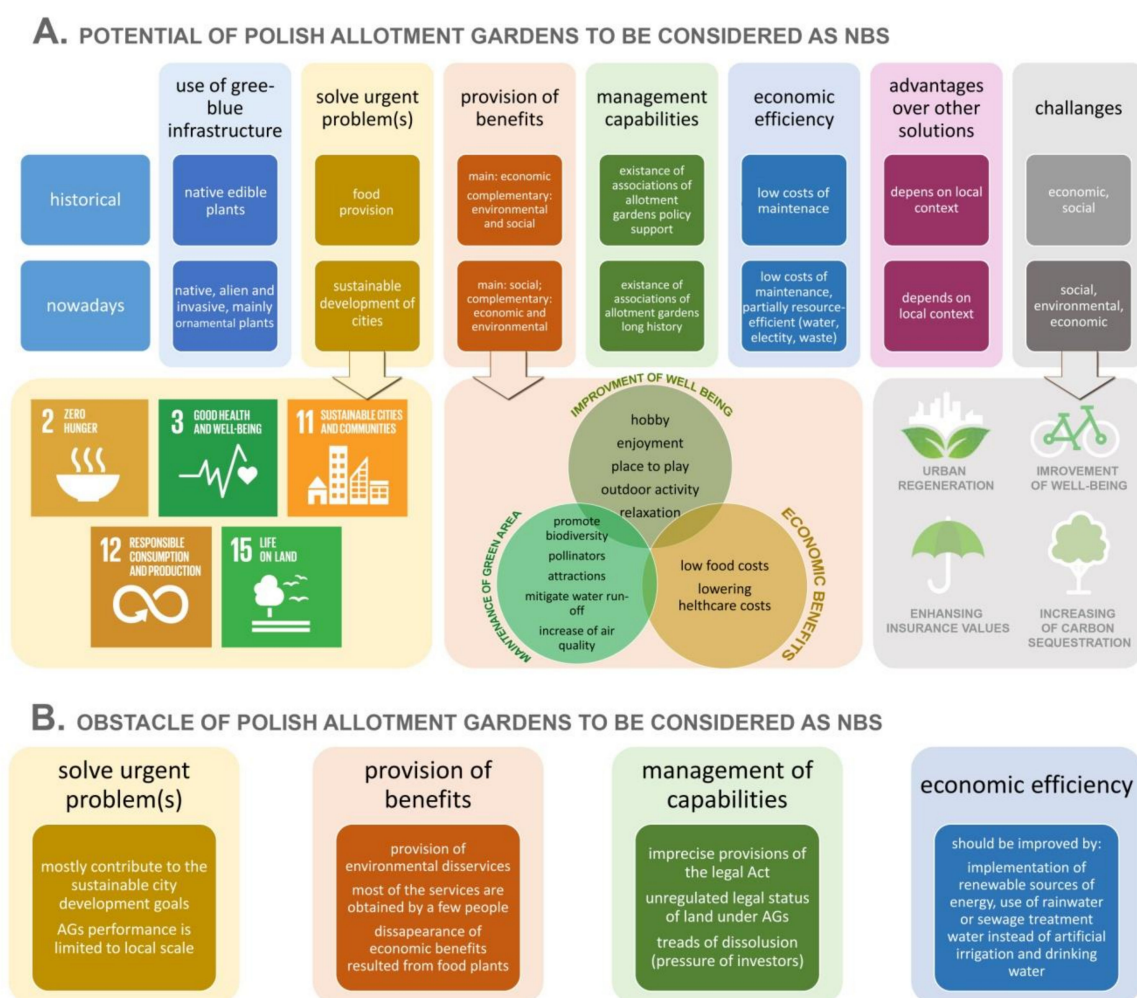 A. POTENTIAL OF POLISH ALLOTMENT GARDENS TO BE CONSIDERED AS NBS
use of gree-
blue
infrastructure
solve urgent
problem(s)
provision of
benefits
management
capabilities
economic
efficiency
advantages
over other
solutions
challanges
historical
native edible
plants
food
provision
main: economic
complementary:
environmental
and social
existance of
associations of
allotment
gardens policy
support
low costs of
maintenace
depens on local
context
economic,
social
nowadays
native, alien and
invasive, mainly
ornamental plants
sustainable
development of
cities
main: social;
complementary:
economic and
environmental
existance of
associations of
allotment gardens
long history
low costs of
maintenance,
partially resource-
efficient (water,
electity, waste)
depends on
local context
social,
environmental,
economic
2 ZERO
HUNGER
3 GOOD HEALTH
AND WELL-BEING
11 SUSTAINABLE CITIES
AND COMMUNITIES
12 RESPONSIBLE
CONSUMPTION
AND PRODUCTION
15 LIFE
ON LAND
IMPROVMENT OF WELL BEING
hobby
enjoyment
place to play
outdoor activity
relaxation
MAINTENANCE OF GREEN AREA
promote
biodiversity
pollinators
attractions
mitigate water run-
off
increase of air
quality
ECONOMIC BENEFITS
low food costs
lowering
helthcare costs
URBAN
REGENERATION
IMROVEMENT
OF WELL-BEING
ENHANSING
INSURANCE VALUES
INCREASING
OF CARBON
SEQUESTRATION
B. OBSTACLE OF POLISH ALLOTMENT GARDENS TO BE CONSIDERED AS NBS
solve urgent
problem(s)
mostly contribute to the
sustainable city
development goals
AGs performance is
limited to local scale
provision of
benefits
provision of
environmental disservices
most of the services are
obtained by a few people
dissapearance of
economic benefits
resulted from food plants
management of
capabilities
imprecise provisions of
the legal Act
unregulated legal status
of land under AGs
treads of dissolusion
(pressure of investors)
economic efficiency
should be improved by:
implementation of
renewable sources of
energy, use of rainwater
or sewage treatment
water instead of artificial
irrigation and drinking
water